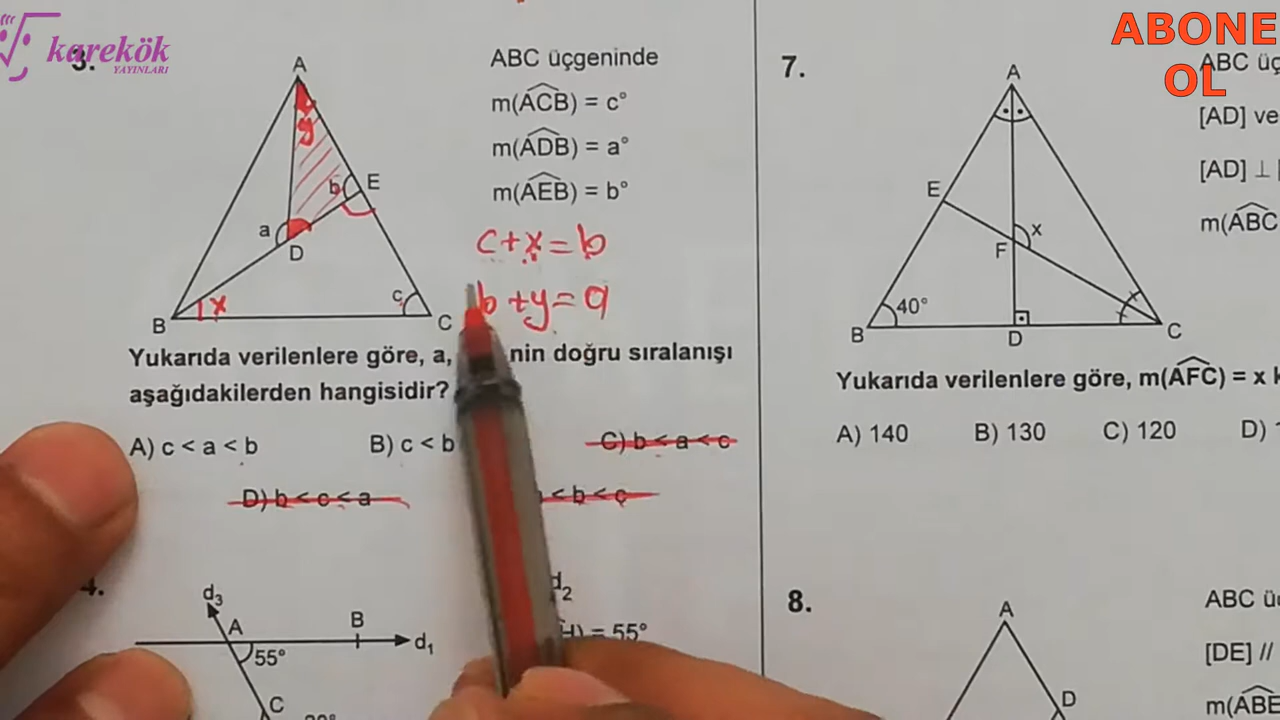 karekök
YAYINLARI
ABONE
OL
3.
A
y
b
E
a
D
x
c
B
C
ABC üçgeninde
m(ACB) = c°
m(ADB) = a°
m(AEB) = b°
c+x=b
b+y=a
Yukarıda verilenlere göre, a, nin doğru sıralanışı
aşağıdakilerden hangisidir?
A) c < a < b
B) c < b
C) b < a < c
D) b < c < a
< b < c
4.
d3
A
B
d1
55°
C
d2
= 55°
7.
A
E
F
x
B
40°
D
C
ABC
[AD] ve
[AD] ⊥
m(ABC
Yukarıda verilenlere göre, m(AFC) = x
A) 140
B) 130
C) 120
D)
8.
A
D
ABC
[DE] //
m(ABE